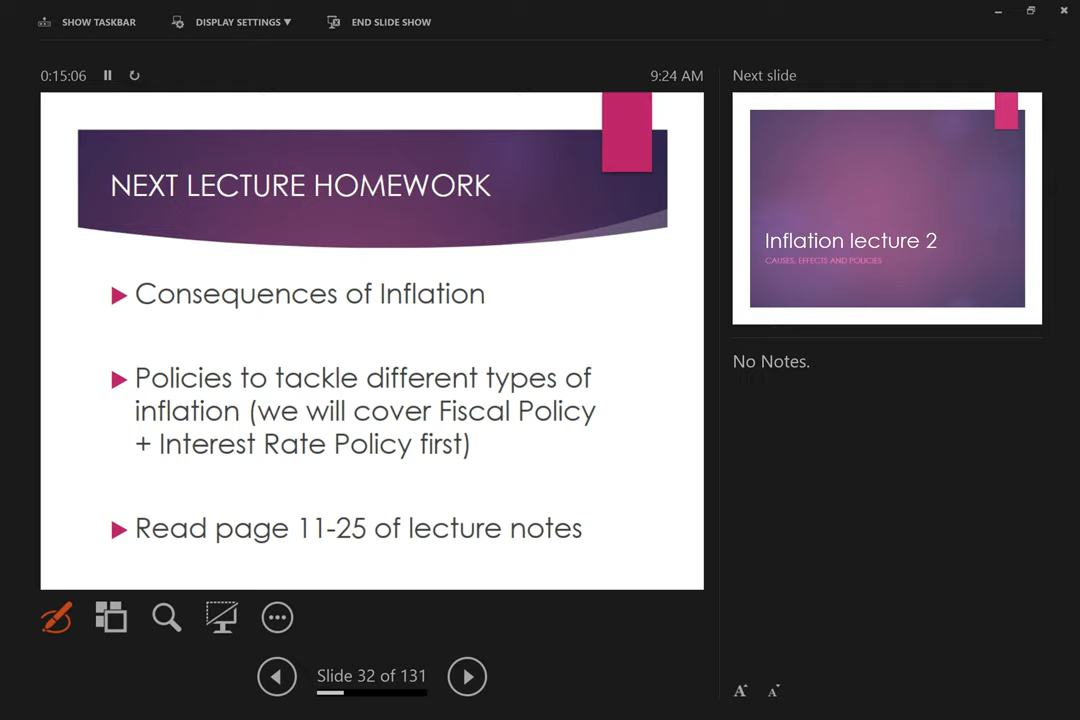 SHOW TASKBAR
DISPLAY SETTINGS ▼
END SLIDE SHOW
0:15:06
9:24 AM
NEXT LECTURE HOMEWORK
Consequences of Inflation
Policies to tackle different types of
inflation (we will cover Fiscal Policy
+ Interest Rate Policy first)
Read page 11-25 of lecture notes
Slide 32 of 131
Next slide
Inflation lecture 2
CAUSES, EFFECTS AND POLICIES
No Notes.
A A